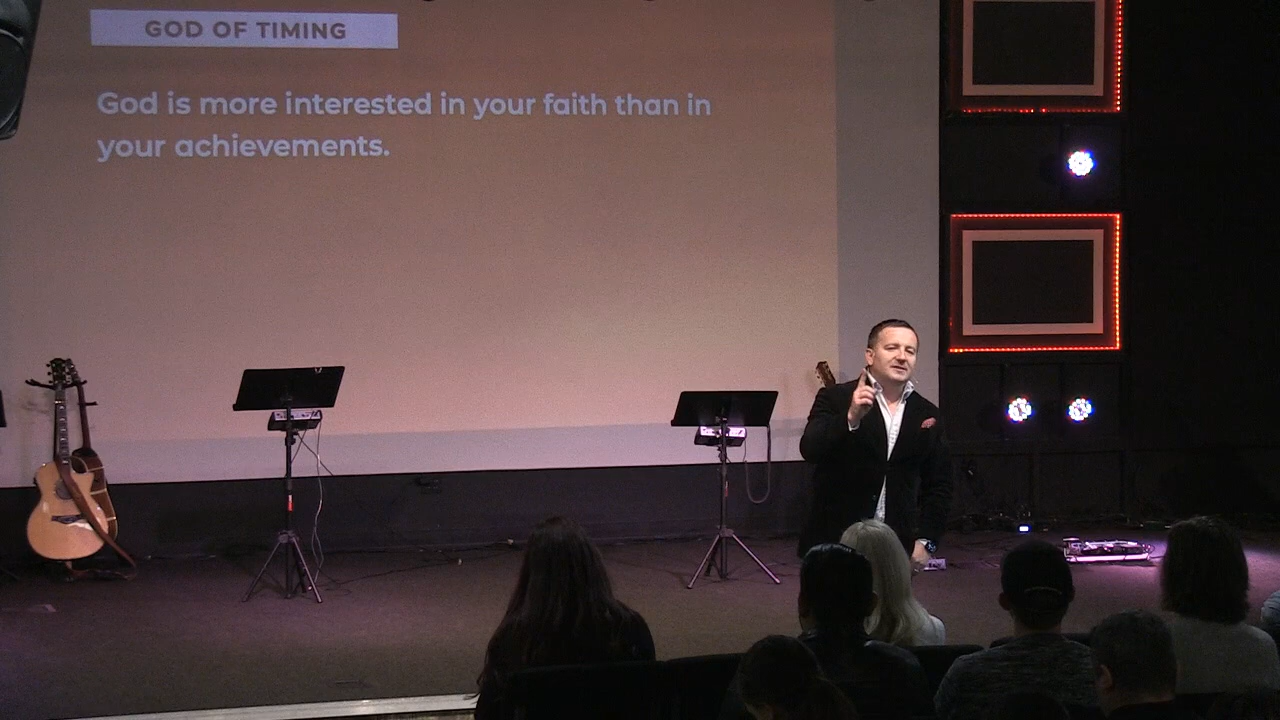 GOD OF TIMING
God is more interested in your faith than in
your achievements.